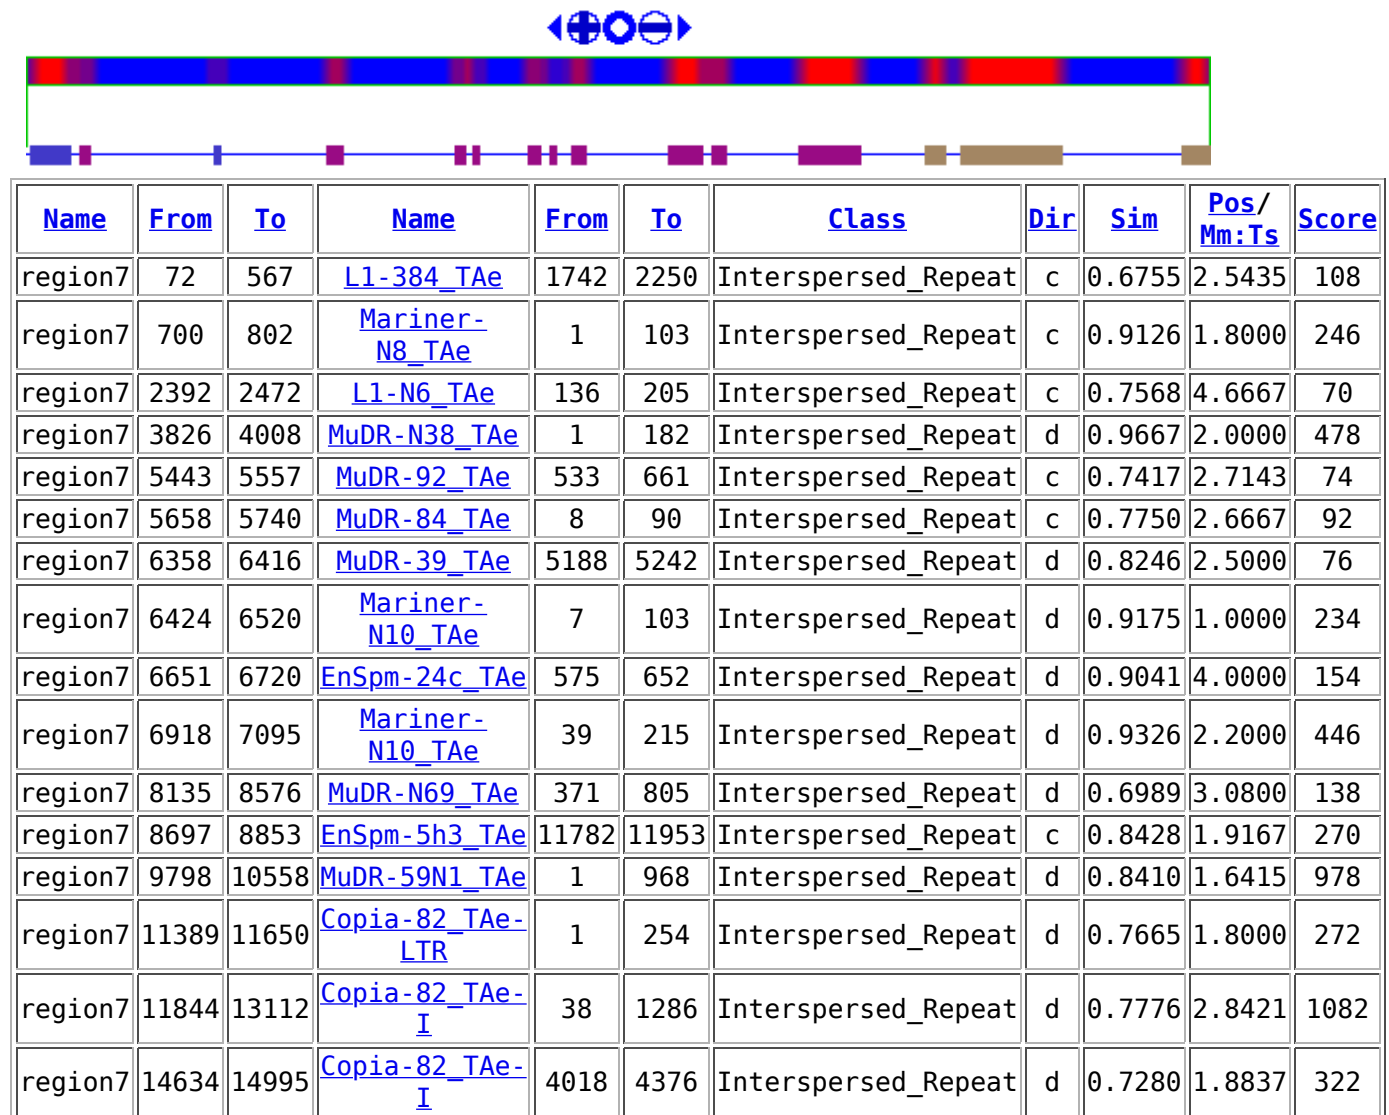 Name From To Name From To Class Dir Sim Pos/ Mm:Ts Score
region7 72 567 L1-384_TAe 1742 2250 Interspersed_Repeat c 0.6755 2.5435 108
region7 700 802 Mariner-N8_TAe 1 103 Interspersed_Repeat c 0.9126 1.8000 246
region7 2392 2472 L1-N6_TAe 136 205 Interspersed_Repeat c 0.7568 4.6667 70
region7 3826 4008 MuDR-N38_TAe 1 182 Interspersed_Repeat d 0.9667 2.0000 478
region7 5443 5557 MuDR-92_TAe 533 661 Interspersed_Repeat c 0.7417 2.7143 74
region7 5658 5740 MuDR-84_TAe 8 90 Interspersed_Repeat c 0.7750 2.6667 92
region7 6358 6416 MuDR-39_TAe 5188 5242 Interspersed_Repeat d 0.8246 2.5000 76
region7 6424 6520 Mariner-N10_TAe 7 103 Interspersed_Repeat d 0.9175 1.0000 234
region7 6651 6720 EnSpm-24c_TAe 575 652 Interspersed_Repeat d 0.9041 4.0000 154
region7 6918 7095 Mariner-N10_TAe 39 215 Interspersed_Repeat d 0.9326 2.2000 446
region7 8135 8576 MuDR-N69_TAe 371 805 Interspersed_Repeat d 0.6989 3.0800 138
region7 8697 8853 EnSpm-5h3_TAe 11782 11953 Interspersed_Repeat c 0.8428 1.9167 270
region7 9798 10558 MuDR-59N1_TAe 1 968 Interspersed_Repeat d 0.8410 1.6415 978
region7 11389 11650 Copia-82_TAe-LTR 1 254 Interspersed_Repeat d 0.7665 1.8000 272
region7 11844 13112 Copia-82_TAe-I 38 1286 Interspersed_Repeat d 0.7776 2.8421 1082
region7 14634 14995 Copia-82_TAe-I 4018 4376 Interspersed_Repeat d 0.7280 1.8837 322